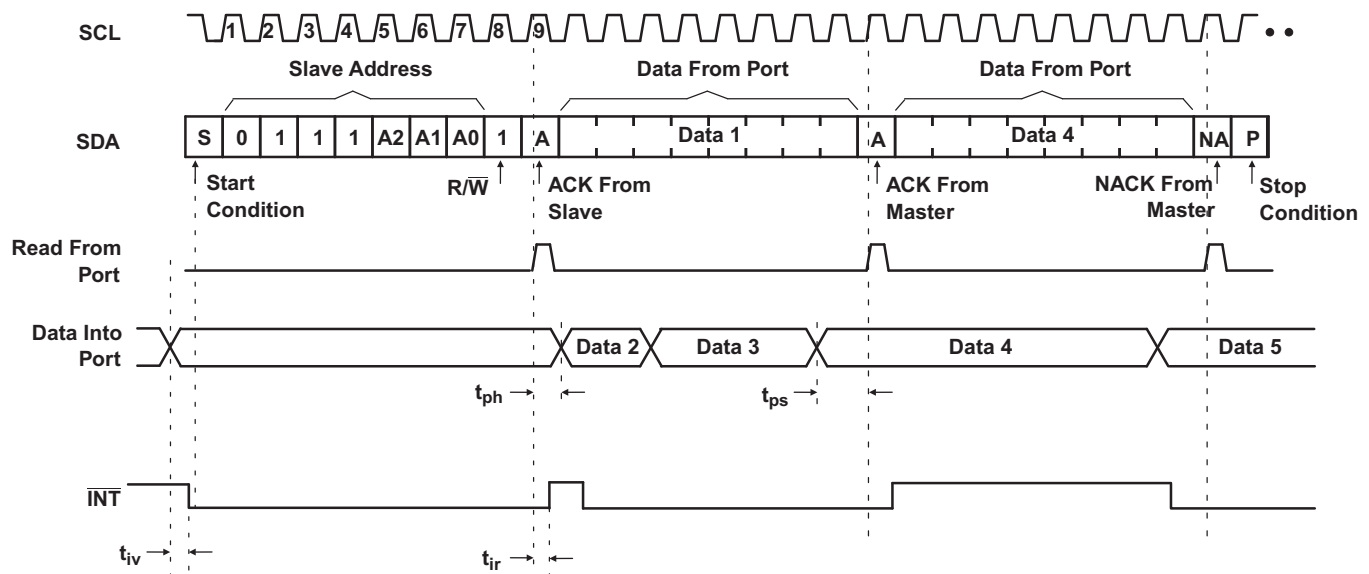 SCL 1 2 3 4 5 6 7 8 9
Slave Address Data From Port Data From Port
SDA S 0 1 1 1 A2 A1 A0 1 A Data 1 A Data 4 NA P
Start
Condition
R/W̅
ACK From
Slave
ACK From
Master
NACK From
Master
Stop
Condition
Read From
Port
Data Into
Port
Data 2 Data 3 Data 4 Data 5
tph tps
I̅N̅T̅
tiv tir